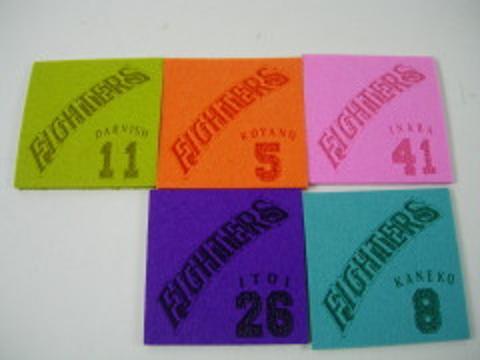 FIGHTERS
DARVISH
11
FIGHTERS
KOYANO
5
FIGHTERS
INABA
41
FIGHTERS
ITOI
26
FIGHTERS
KANEKO
8